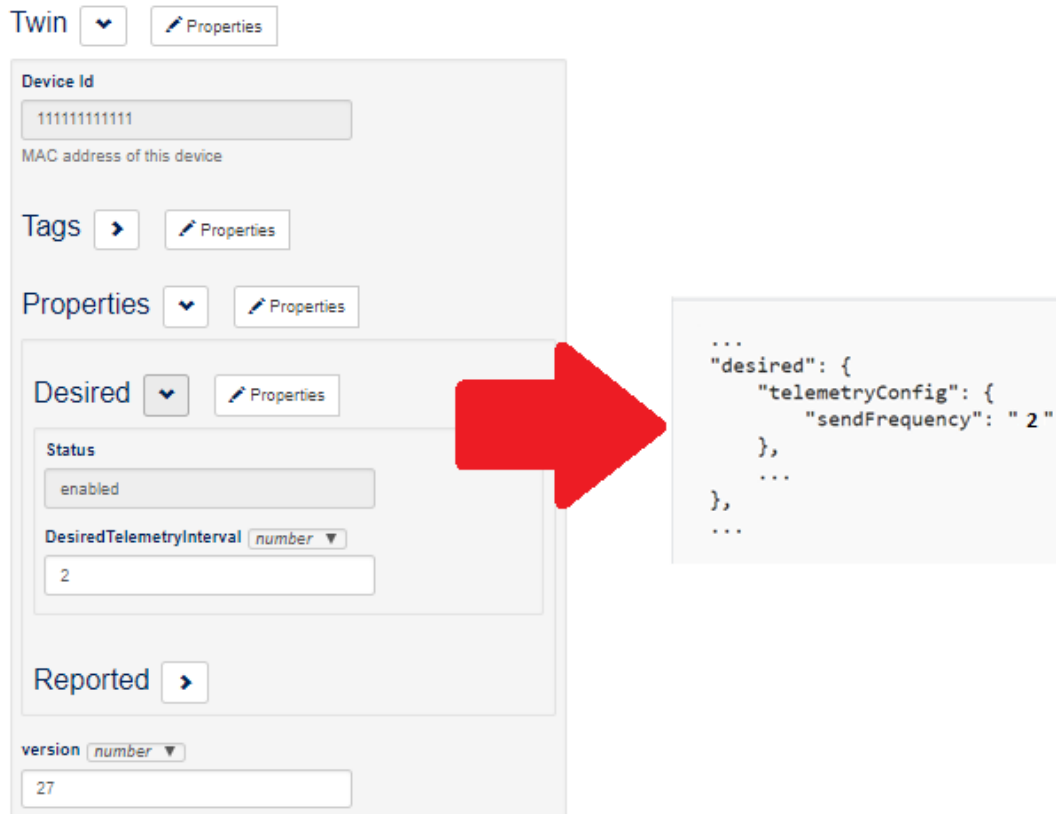 Twin Properties
Device Id
111111111111
MAC address of this device
Tags Properties
Properties Properties
Desired Properties
Status
enabled
DesiredTelemetryInterval number ▼
2
Reported
version number ▼
27
...
"desired": {
    "telemetryConfig": {
        "sendFrequency": " 2 "
    },
    ...
},
...